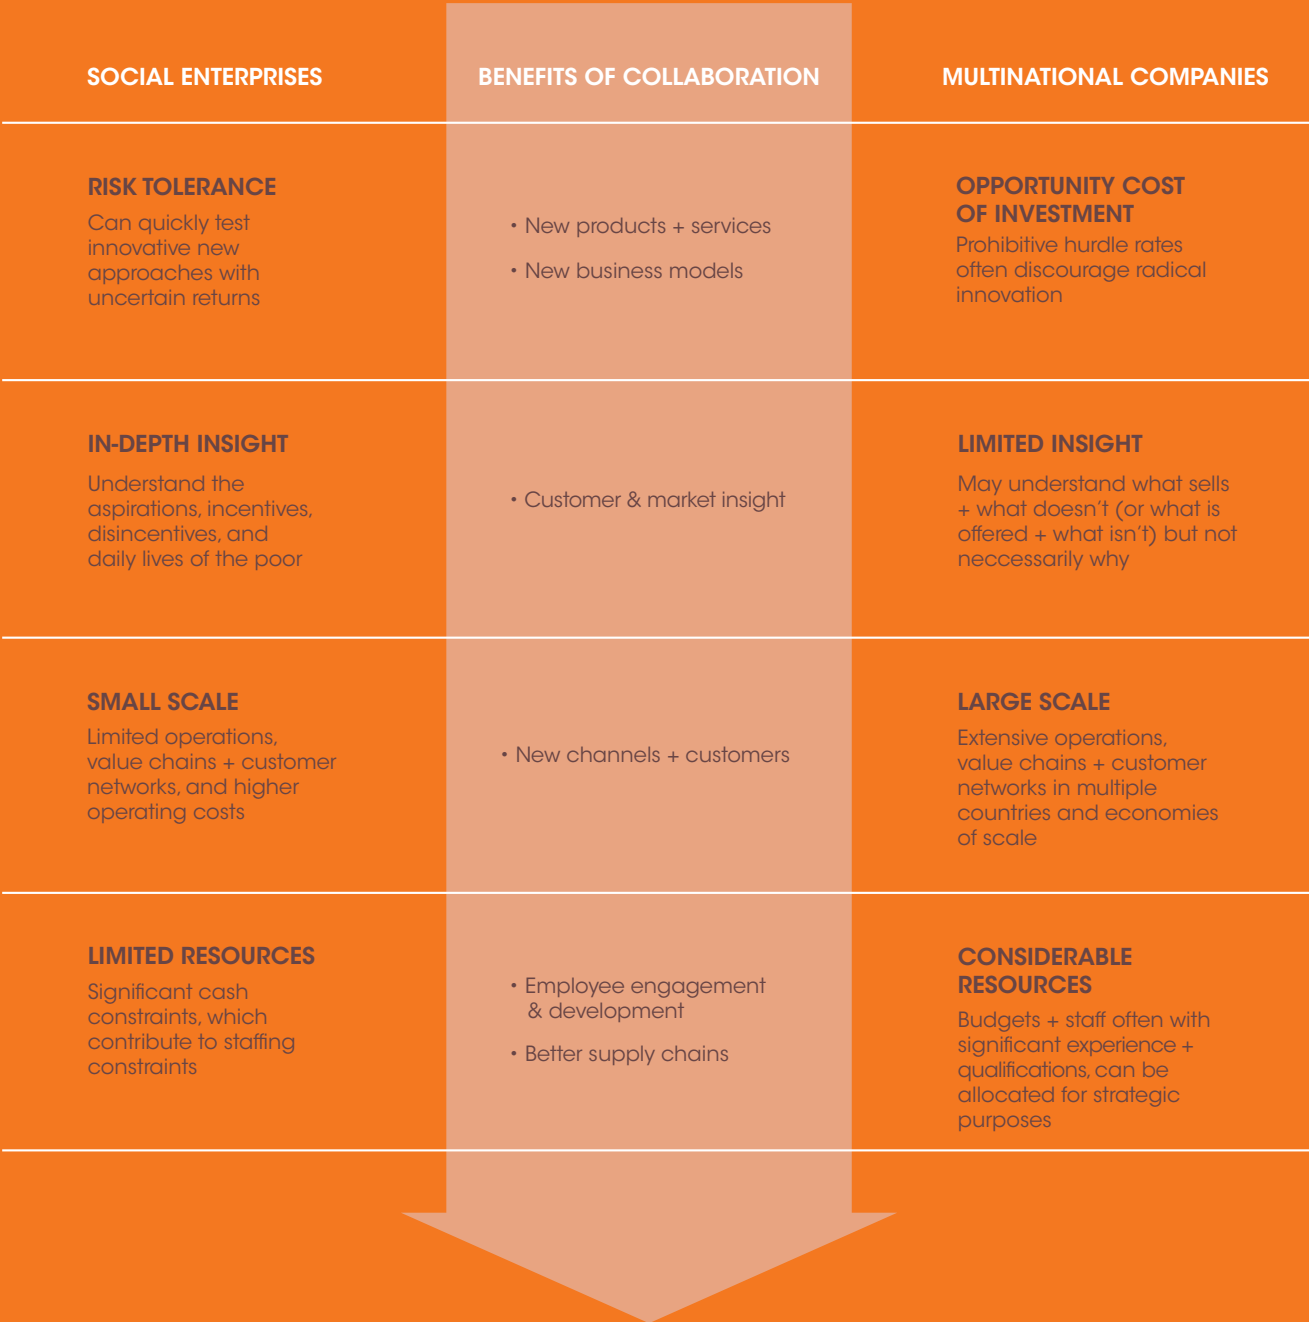 SOCIAL ENTERPRISES
BENEFITS OF COLLABORATION
MULTINATIONAL COMPANIES
RISK TOLERANCE
Can quickly test
innovative new
approaches with
uncertain returns
• New products + services
• New business models
OPPORTUNITY COST
OF INVESTMENT
Prohibitive hurdle rates
often discourage radical
innovation
IN-DEPTH INSIGHT
Understand the
aspirations, incentives,
disincentives, and
daily lives of the poor
• Customer & market insight
LIMITED INSIGHT
May understand what sells
+ what doesn't (or what is
offered + what isn't) but not
neccessarily why
SMALL SCALE
Limited operations,
value chains + customer
networks, and higher
operating costs
• New channels + customers
LARGE SCALE
Extensive operations,
value chains + customer
networks in multiple
countries and economies
of scale
LIMITED RESOURCES
Significant cash
constraints, which
contribute to staffing
constraints
• Employee engagement
& development
• Better supply chains
CONSIDERABLE
RESOURCES
Budgets + staff often with
significant experience +
qualifications, can be
allocated for strategic
purposes